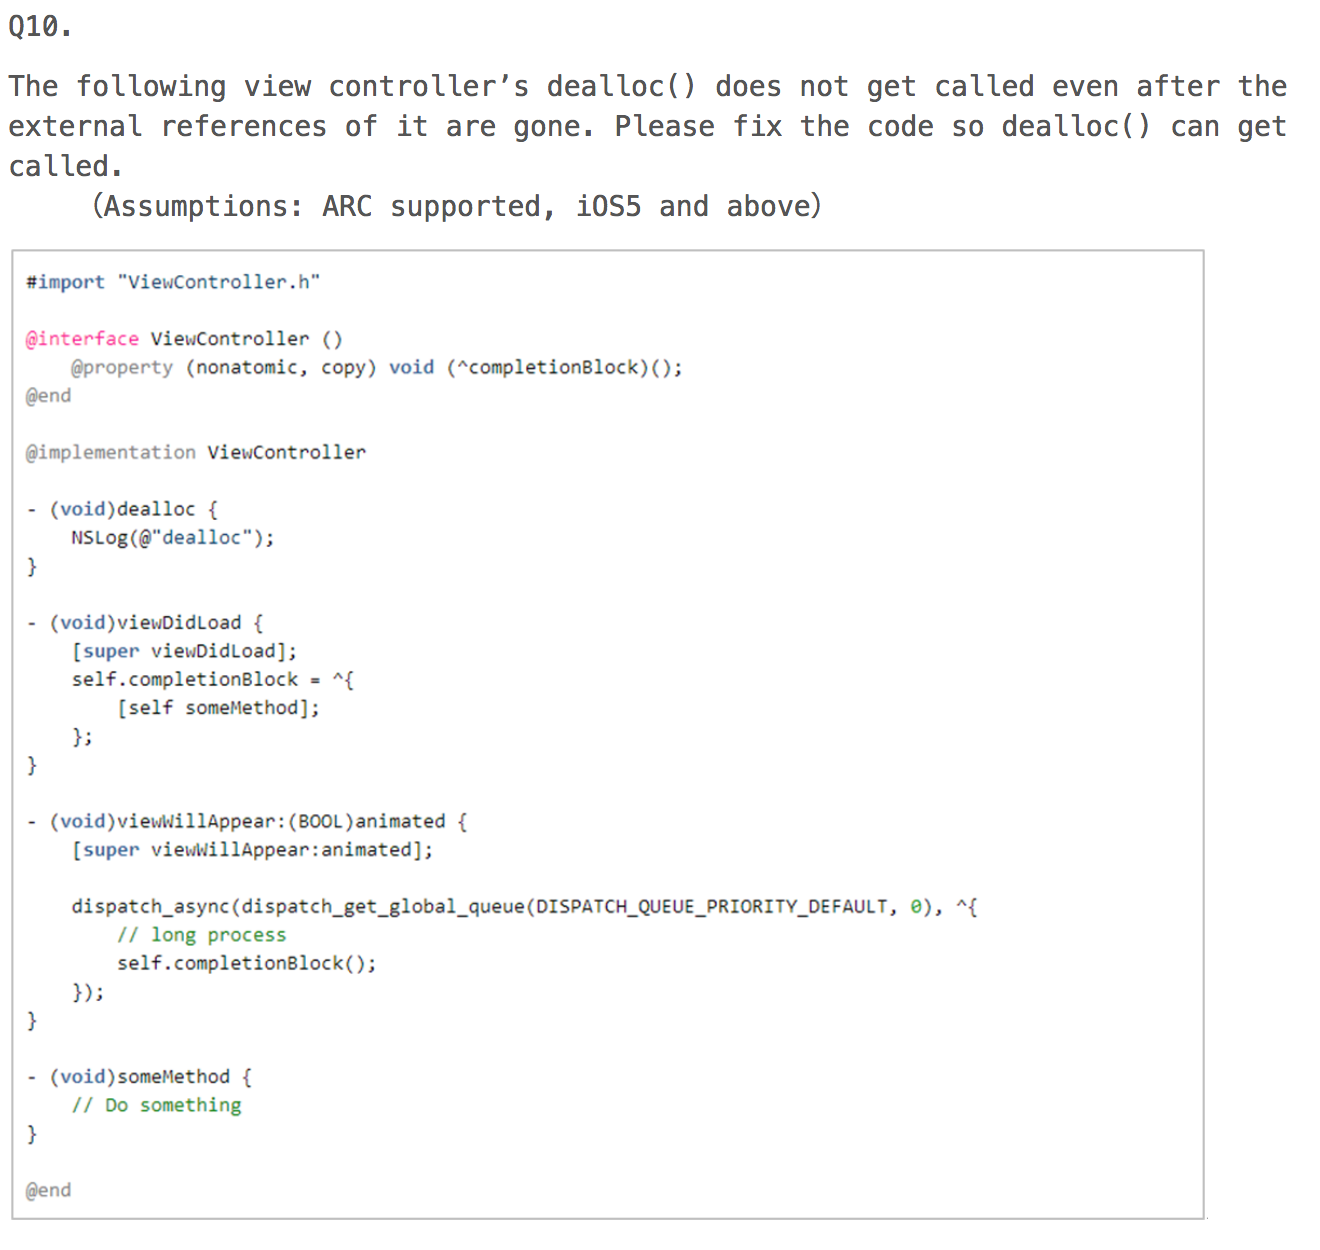 Q10.
The following view controller’s dealloc() does not get called even after the
external references of it are gone. Please fix the code so dealloc() can get
called.
（Assumptions: ARC supported, iOS5 and above）
#import "ViewController.h"
@interface ViewController ()
@property (nonatomic, copy) void (^completionBlock)();
@end
@implementation ViewController
- (void)dealloc {
NSLog(@"dealloc");
}
- (void)viewDidLoad {
[super viewDidLoad];
self.completionBlock = ^{
[self someMethod];
};
}
- (void)viewWillAppear:(BOOL)animated {
[super viewWillAppear:animated];
dispatch_async(dispatch_get_global_queue(DISPATCH_QUEUE_PRIORITY_DEFAULT, 0), ^{
// long process
self.completionBlock();
});
}
- (void)someMethod {
// Do something
}
@end